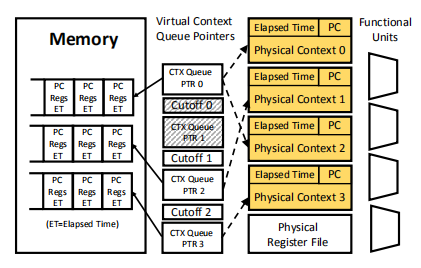 Memory
PC PC PC
Regs Regs Regs
ET ET ET
PC PC PC
Regs Regs Regs
ET ET ET
PC PC PC
Regs Regs Regs
ET ET ET
(ET=Elapsed Time)
Virtual Context
Queue Pointers
CTX Queue
PTR 0
Cutoff 0
CTX Queue
PTR 1
Cutoff 1
CTX Queue
PTR 2
Cutoff 2
CTX Queue
PTR 3
Elapsed Time PC
Physical Context 0
Elapsed Time PC
Physical Context 1
Elapsed Time PC
Physical Context 2
Elapsed Time PC
Physical Context 3
Physical
Register File
Functional
Units